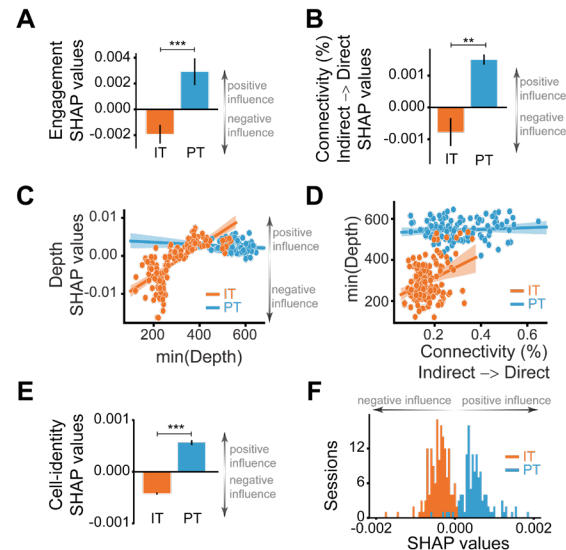 A
Engagement
SHAP values
0.004
0.002
0.000
-0.002
***
IT
PT
positive
influence
negative
influence
B
Connectivity (%)
Indirect –> Direct
SHAP values
0.001
0.000
-0.001
**
IT
PT
positive
influence
negative
influence
C
Depth
SHAP values
0.01
0.00
-0.01
200
400
600
min(Depth)
IT
PT
positive
influence
negative
influence
D
min(Depth)
600
400
200
0.2
0.4
0.6
Connectivity (%)
Indirect –> Direct
IT
PT
E
Cell-identity
SHAP values
0.001
0.000
-0.001
***
IT
PT
positive
influence
negative
influence
F
negative influence
positive influence
Sessions
12
6
0
-0.002
0.000
0.002
SHAP values
IT
PT